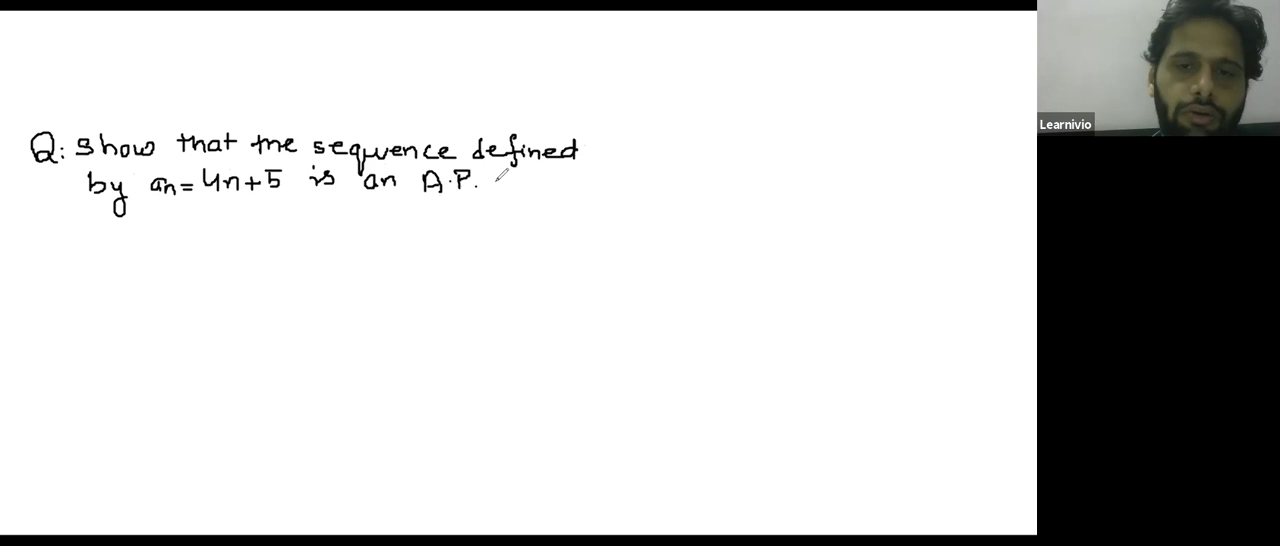 Q: show that the sequence defined
by an = 4n+5 is an A.P.
Learnivio